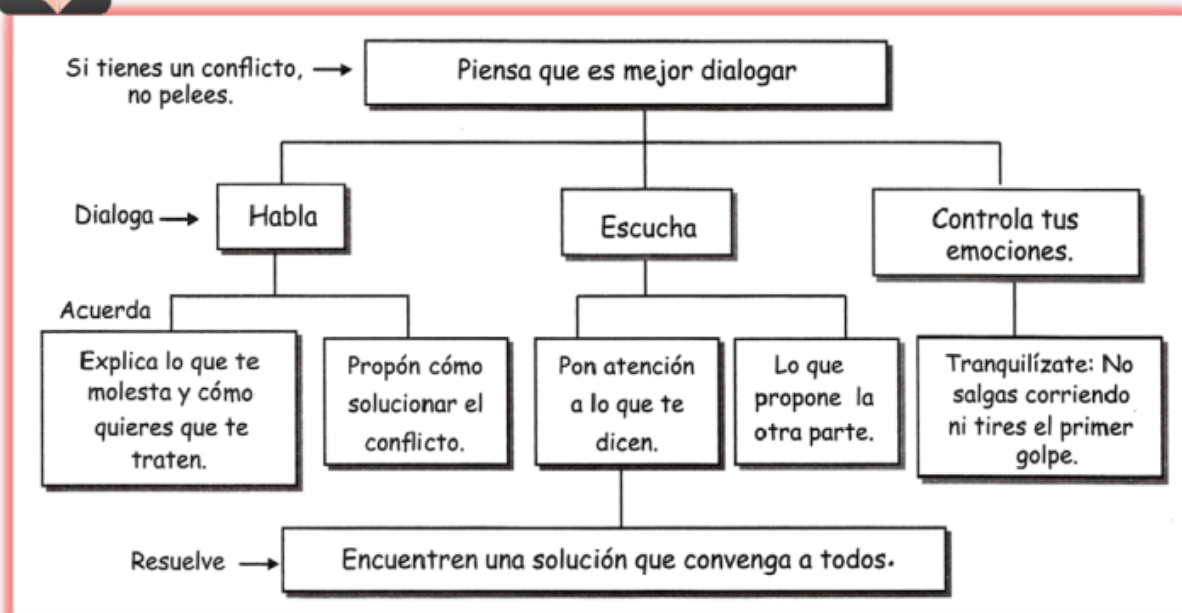 Si tienes un conflicto,
no pelees.
Piensa que es mejor dialogar
Dialoga
Habla
Escucha
Controla tus
emociones.
Acuerda
Explica lo que te
molesta y cómo
quieres que te
traten.
Propón cómo
solucionar el
conflicto.
Pon atención
a lo que te
dicen.
Lo que
propone la
otra parte.
Tranquilízate: No
salgas corriendo
ni tires el primer
golpe.
Resuelve
Encuentren una solución que convenga a todos.